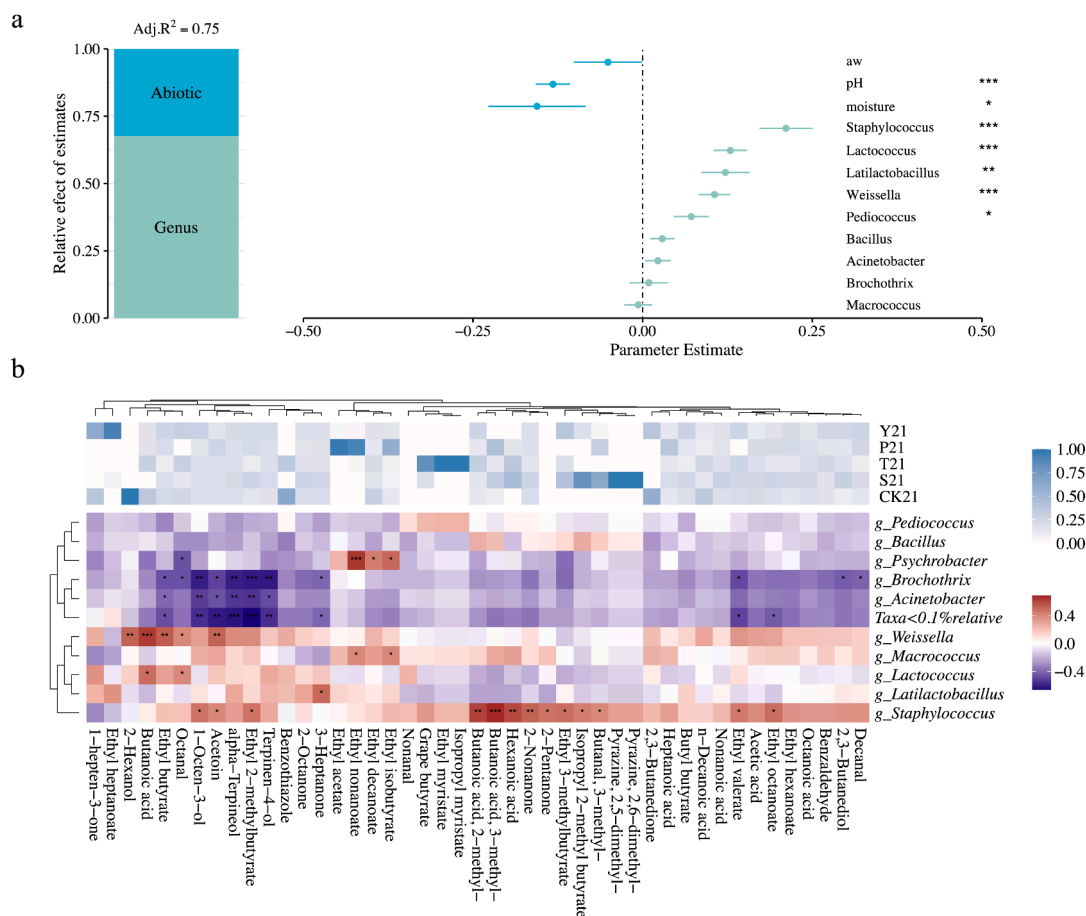 a
Adj.R² = 0.75
Relative efect of estimates
1.00
0.75
0.50
0.25
0.00
Abiotic
Genus
aw
pH ***
moisture *
Staphylococcus ***
Lactococcus ***
Latilactobacillus **
Weissella ***
Pediococcus *
Bacillus
Acinetobacter
Brochothrix
Macrococcus
−0.50 −0.25 0.00 0.25 0.50
Parameter Estimate
b
Y21
P21
T21
S21
CK21
1.00
0.75
0.50
0.25
0.00
g_Pediococcus
g_Bacillus
*** * * g_Psychrobacter
* * ** * ** *** ** * * * * g_Brochothrix
* ** * ** ** * g_Acinetobacter
* ** ** *** ** * * * Taxa<0.1%relative
** *** ** * ** g_Weissella
* * g_Macrococcus
* * g_Lactococcus
* g_Latilactobacillus
* * * ** *** ** ** * * * * * * g_Staphylococcus
0.4
0.0
−0.4
1−hepten−3−one
Ethyl heptanoate
2−Hexanol
Butanoic acid
Ethyl butyrate
Octanal
1−Octen−3−ol
Acetoin
alpha−Terpineol
Ethyl 2−methylbutyrate
Terpinen−4−ol
Benzothiazole
2−Octanone
3−Heptanone
Ethyl acetate
Ethyl nonanoate
Ethyl decanoate
Ethyl isobutyrate
Nonanal
Grape butyrate
Ethyl myristate
Isopropyl myristate
Butanoic acid, 2−methyl−
Butanoic acid, 3−methyl−
Hexanoic acid
2−Nonanone
2−Pentanone
Ethyl 3−methylbutyrate
Isopropyl 2−methyl butyrate
Butanal, 3−methyl−
Pyrazine, 2,5−dimethyl−
Pyrazine, 2,6−dimethyl−
2,3−Butanedione
Heptanoic acid
Butyl butyrate
n−Decanoic acid
Nonanoic acid
Ethyl valerate
Acetic acid
Ethyl octanoate
Ethyl hexanoate
Octanoic acid
Benzaldehyde
2,3−Butanediol
Decanal